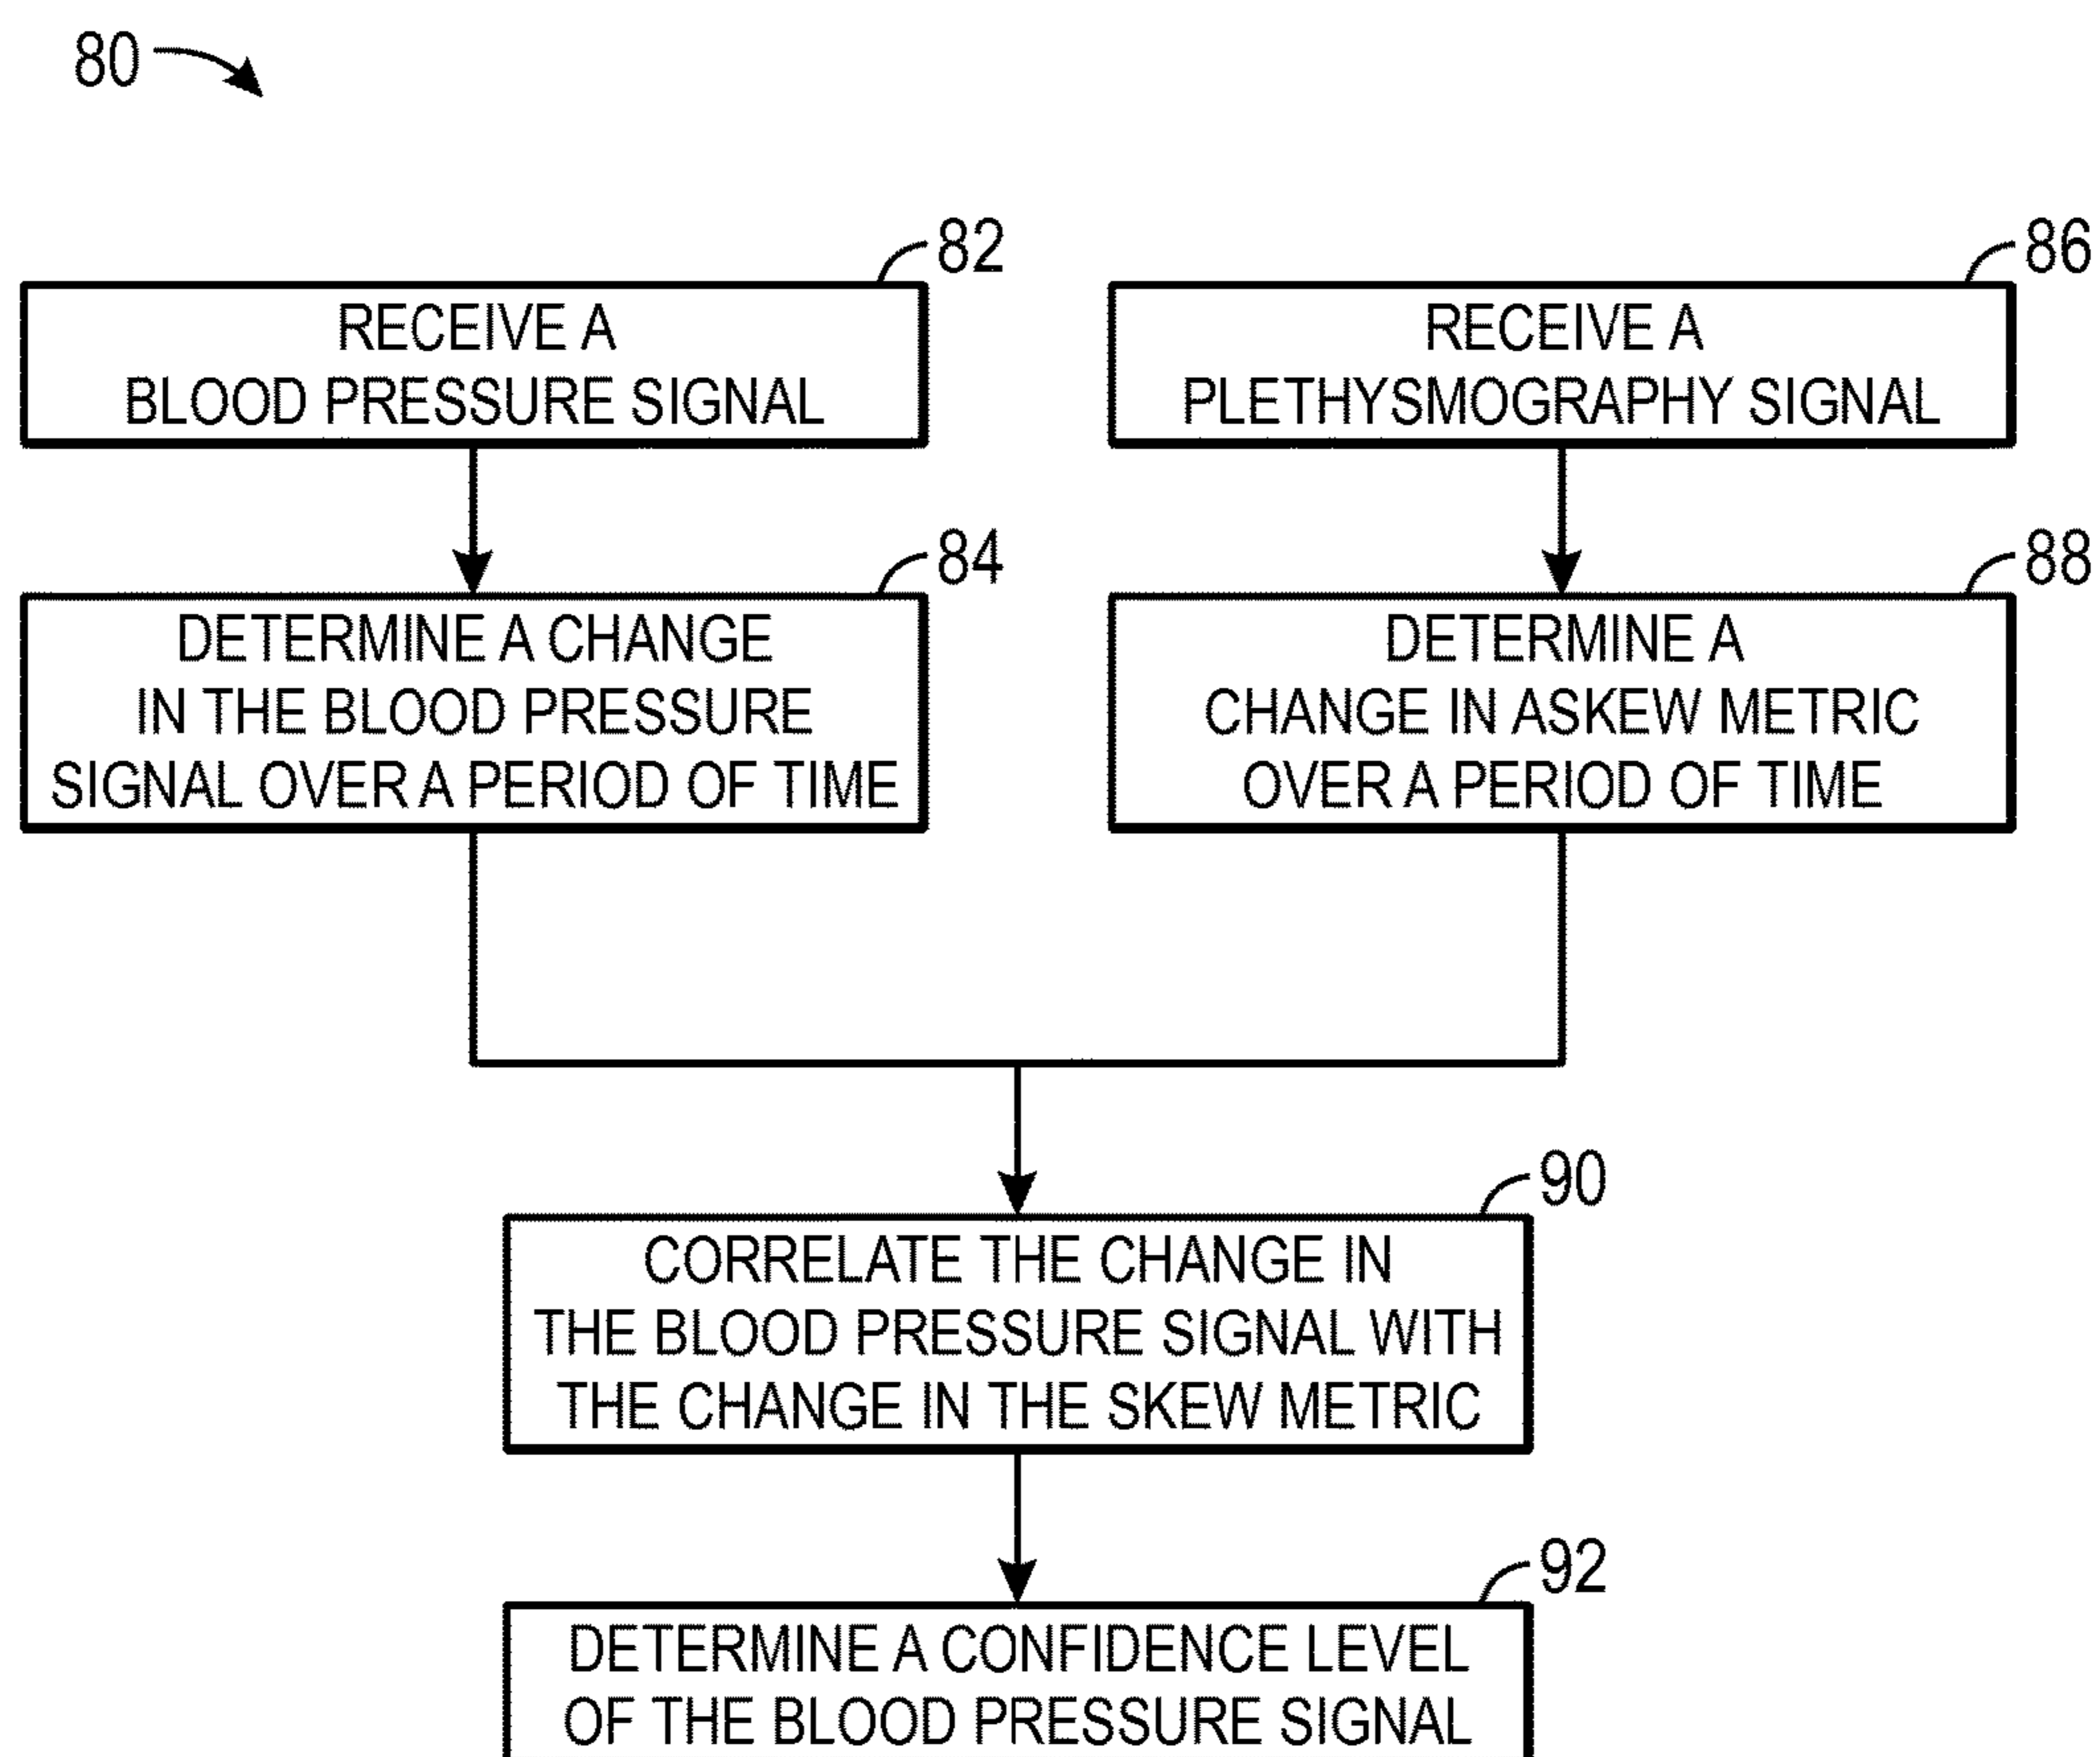 80
82
RECEIVE A
BLOOD PRESSURE SIGNAL
86
RECEIVE A
PLETHYSMOGRAPHY SIGNAL
84
DETERMINE A CHANGE
IN THE BLOOD PRESSURE
SIGNAL OVER A PERIOD OF TIME
88
DETERMINE A
CHANGE IN ASKEW METRIC
OVER A PERIOD OF TIME
90
CORRELATE THE CHANGE IN
THE BLOOD PRESSURE SIGNAL WITH
THE CHANGE IN THE SKEW METRIC
92
DETERMINE A CONFIDENCE LEVEL
OF THE BLOOD PRESSURE SIGNAL